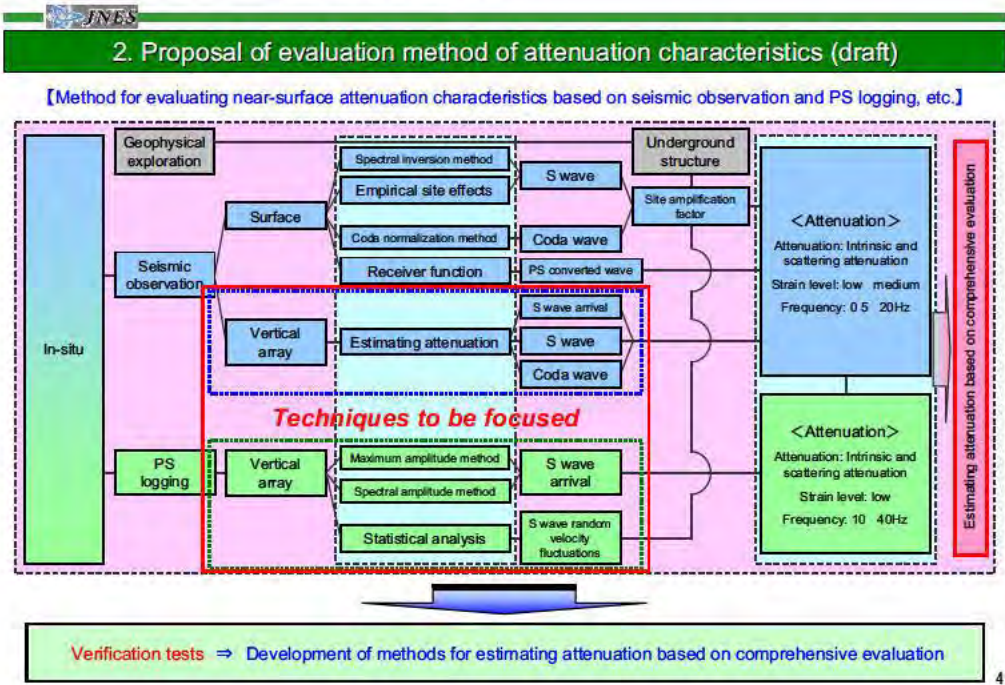 JNES
2. Proposal of evaluation method of attenuation characteristics (draft)
【Method for evaluating near-surface attenuation characteristics based on seismic observation and PS logging, etc.】
In-situ
Geophysical
exploration
Underground
structure
Seismic
observation
Surface
Spectral inversion method
Empirical site effects
S wave
Site amplification
factor
Coda normalization method
Coda wave
Receiver function
PS converted wave
Vertical
array
Estimating attenuation
S wave arrival
S wave
Coda wave
<Attenuation>
Attenuation: Intrinsic and
scattering attenuation
Strain level: low medium
Frequency: 0 5 20Hz
Techniques to be focused
PS
logging
Vertical
array
Maximum amplitude method
Spectral amplitude method
S wave
arrival
Statistical analysis
S wave random
velocity
fluctuations
<Attenuation>
Attenuation: Intrinsic and
scattering attenuation
Strain level: low
Frequency: 10 40Hz
Estimating attenuation based on comprehensive evaluation
Verification tests ⇒ Development of methods for estimating attenuation based on comprehensive evaluation
4